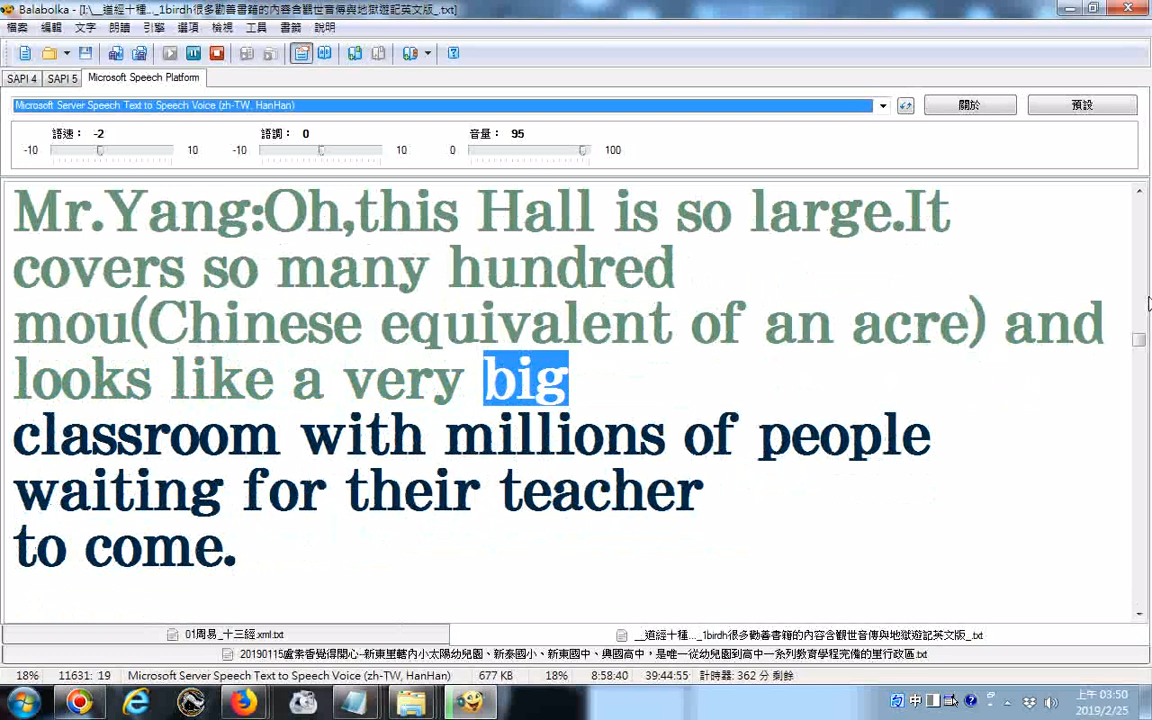 Balabolka - [I:\__道經十種..._1birdh很多勸善書籍的內容含觀世音傳與地獄遊記英文版_.txt]
檔案 編輯 文字 朗讀 引擎 選項 檢視 工具 書籤 說明
SAPI 4 SAPI 5 Microsoft Speech Platform
Microsoft Server Speech Text to Speech Voice (zh-TW, HanHan) 關於 預設
語速： -2 語調： 0 音量： 95
-10 10 -10 10 0 100
Mr.Yang:Oh,this Hall is so large.It
covers so many hundred
mou(Chinese equivalent of an acre) and
looks like a very big
classroom with millions of people
waiting for their teacher
to come.
01周易_十三經.xml.txt __道經十種..._1birdh很多勸善書籍的內容含觀世音傳與地獄遊記英文版_.txt
20190115盧素香覺得開心-新東里轄內小太陽幼兒園、新泰國小、新東國中、興國高中，是唯一從幼兒園到高中一系列教育學程完備的里行政區.txt
18% 11631: 19 Microsoft Server Speech Text to Speech Voice (zh-TW, HanHan) 677 KB 18% 8:58:40 39:44:55 計時器: 362 分 剩餘
中 上午 03:50
2019/2/25